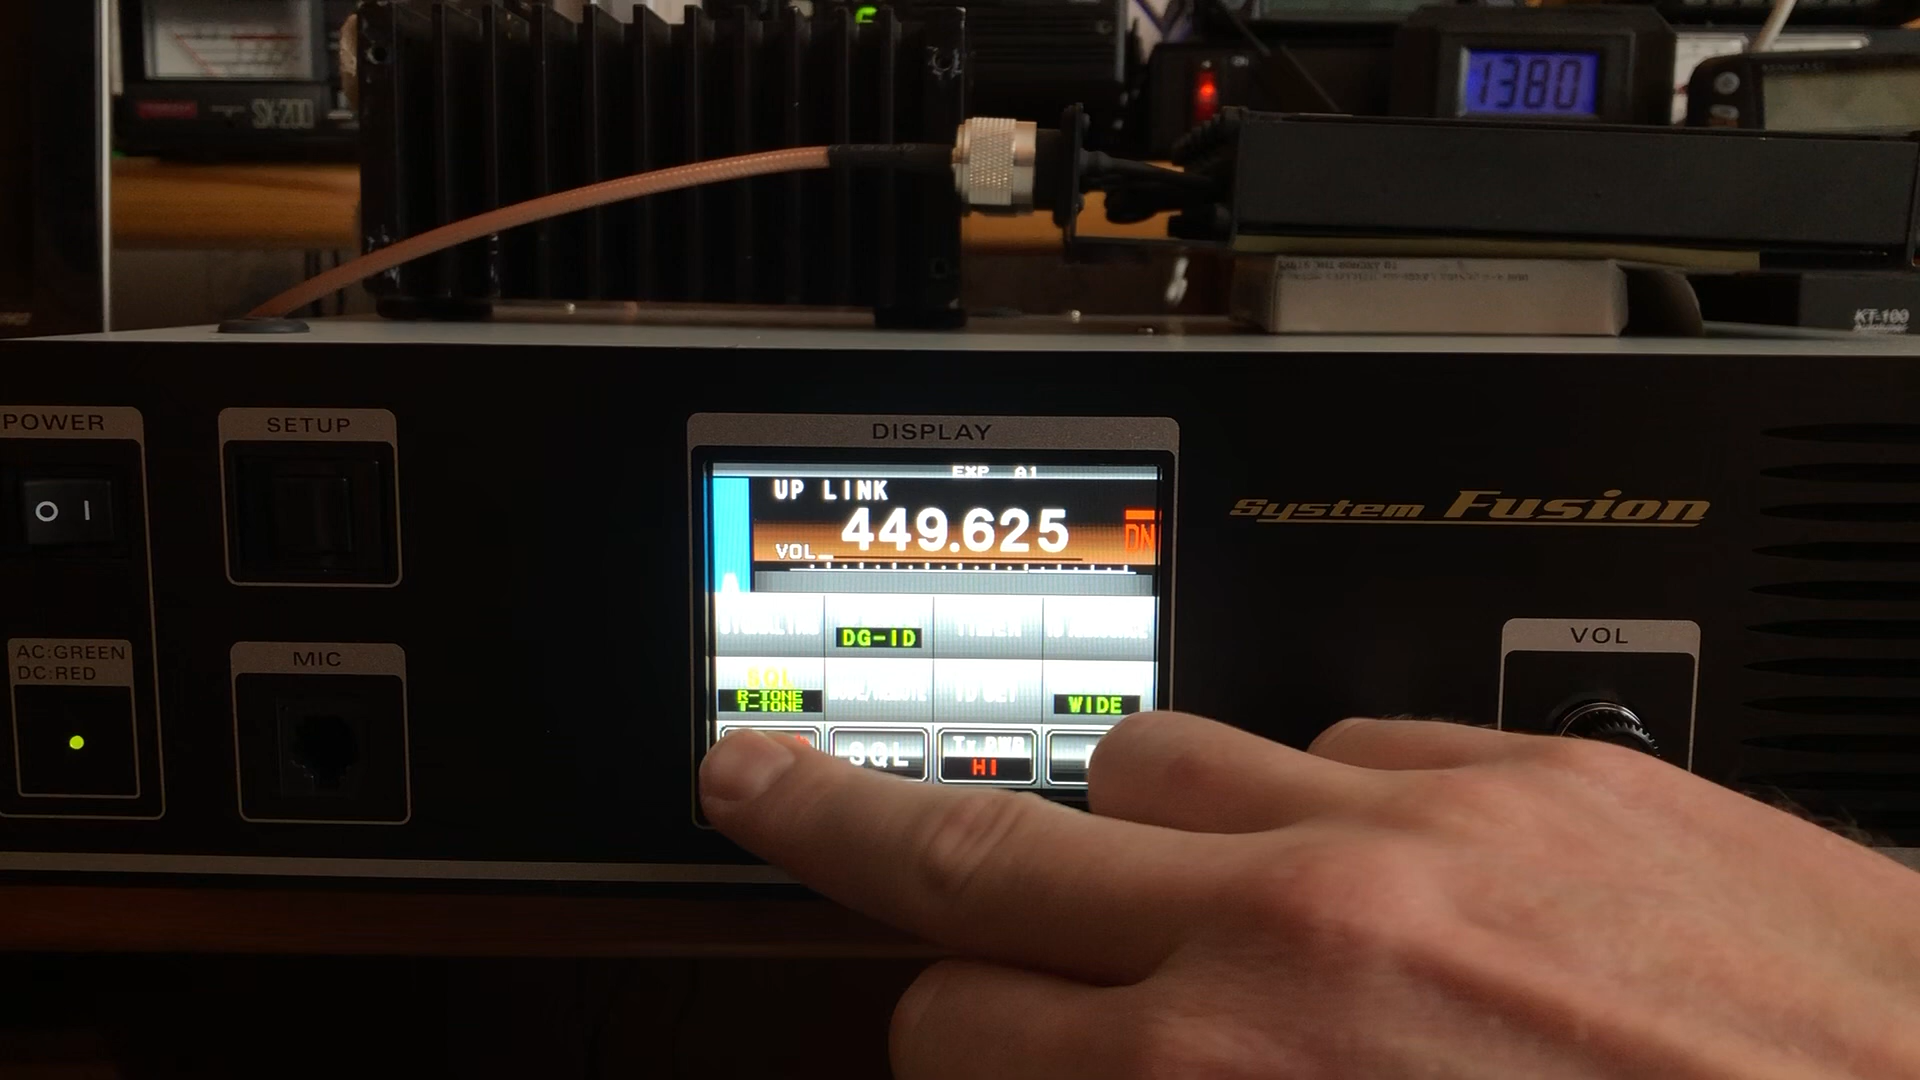 SX-200
1380
KT-100
POWER
SETUP
DISPLAY
EXP A1
UP LINK
449.625
DN
VOL
A
System Fusion
DG-ID
SQL
R-TONE
T-TONE
WIDE
AC:GREEN
DC:RED
MIC
VOL
SQL
Tx PWR
HI